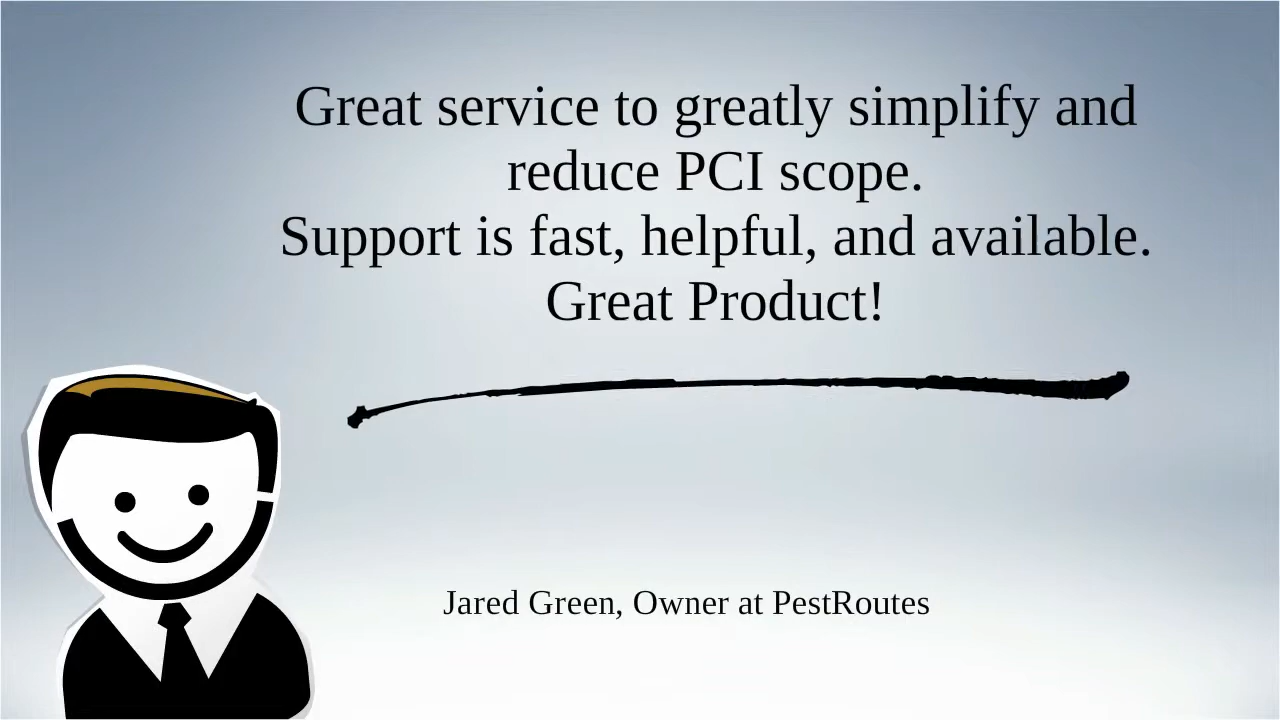 Great service to greatly simplify and
reduce PCI scope.
Support is fast, helpful, and available.
Great Product!
Jared Green, Owner at PestRoutes